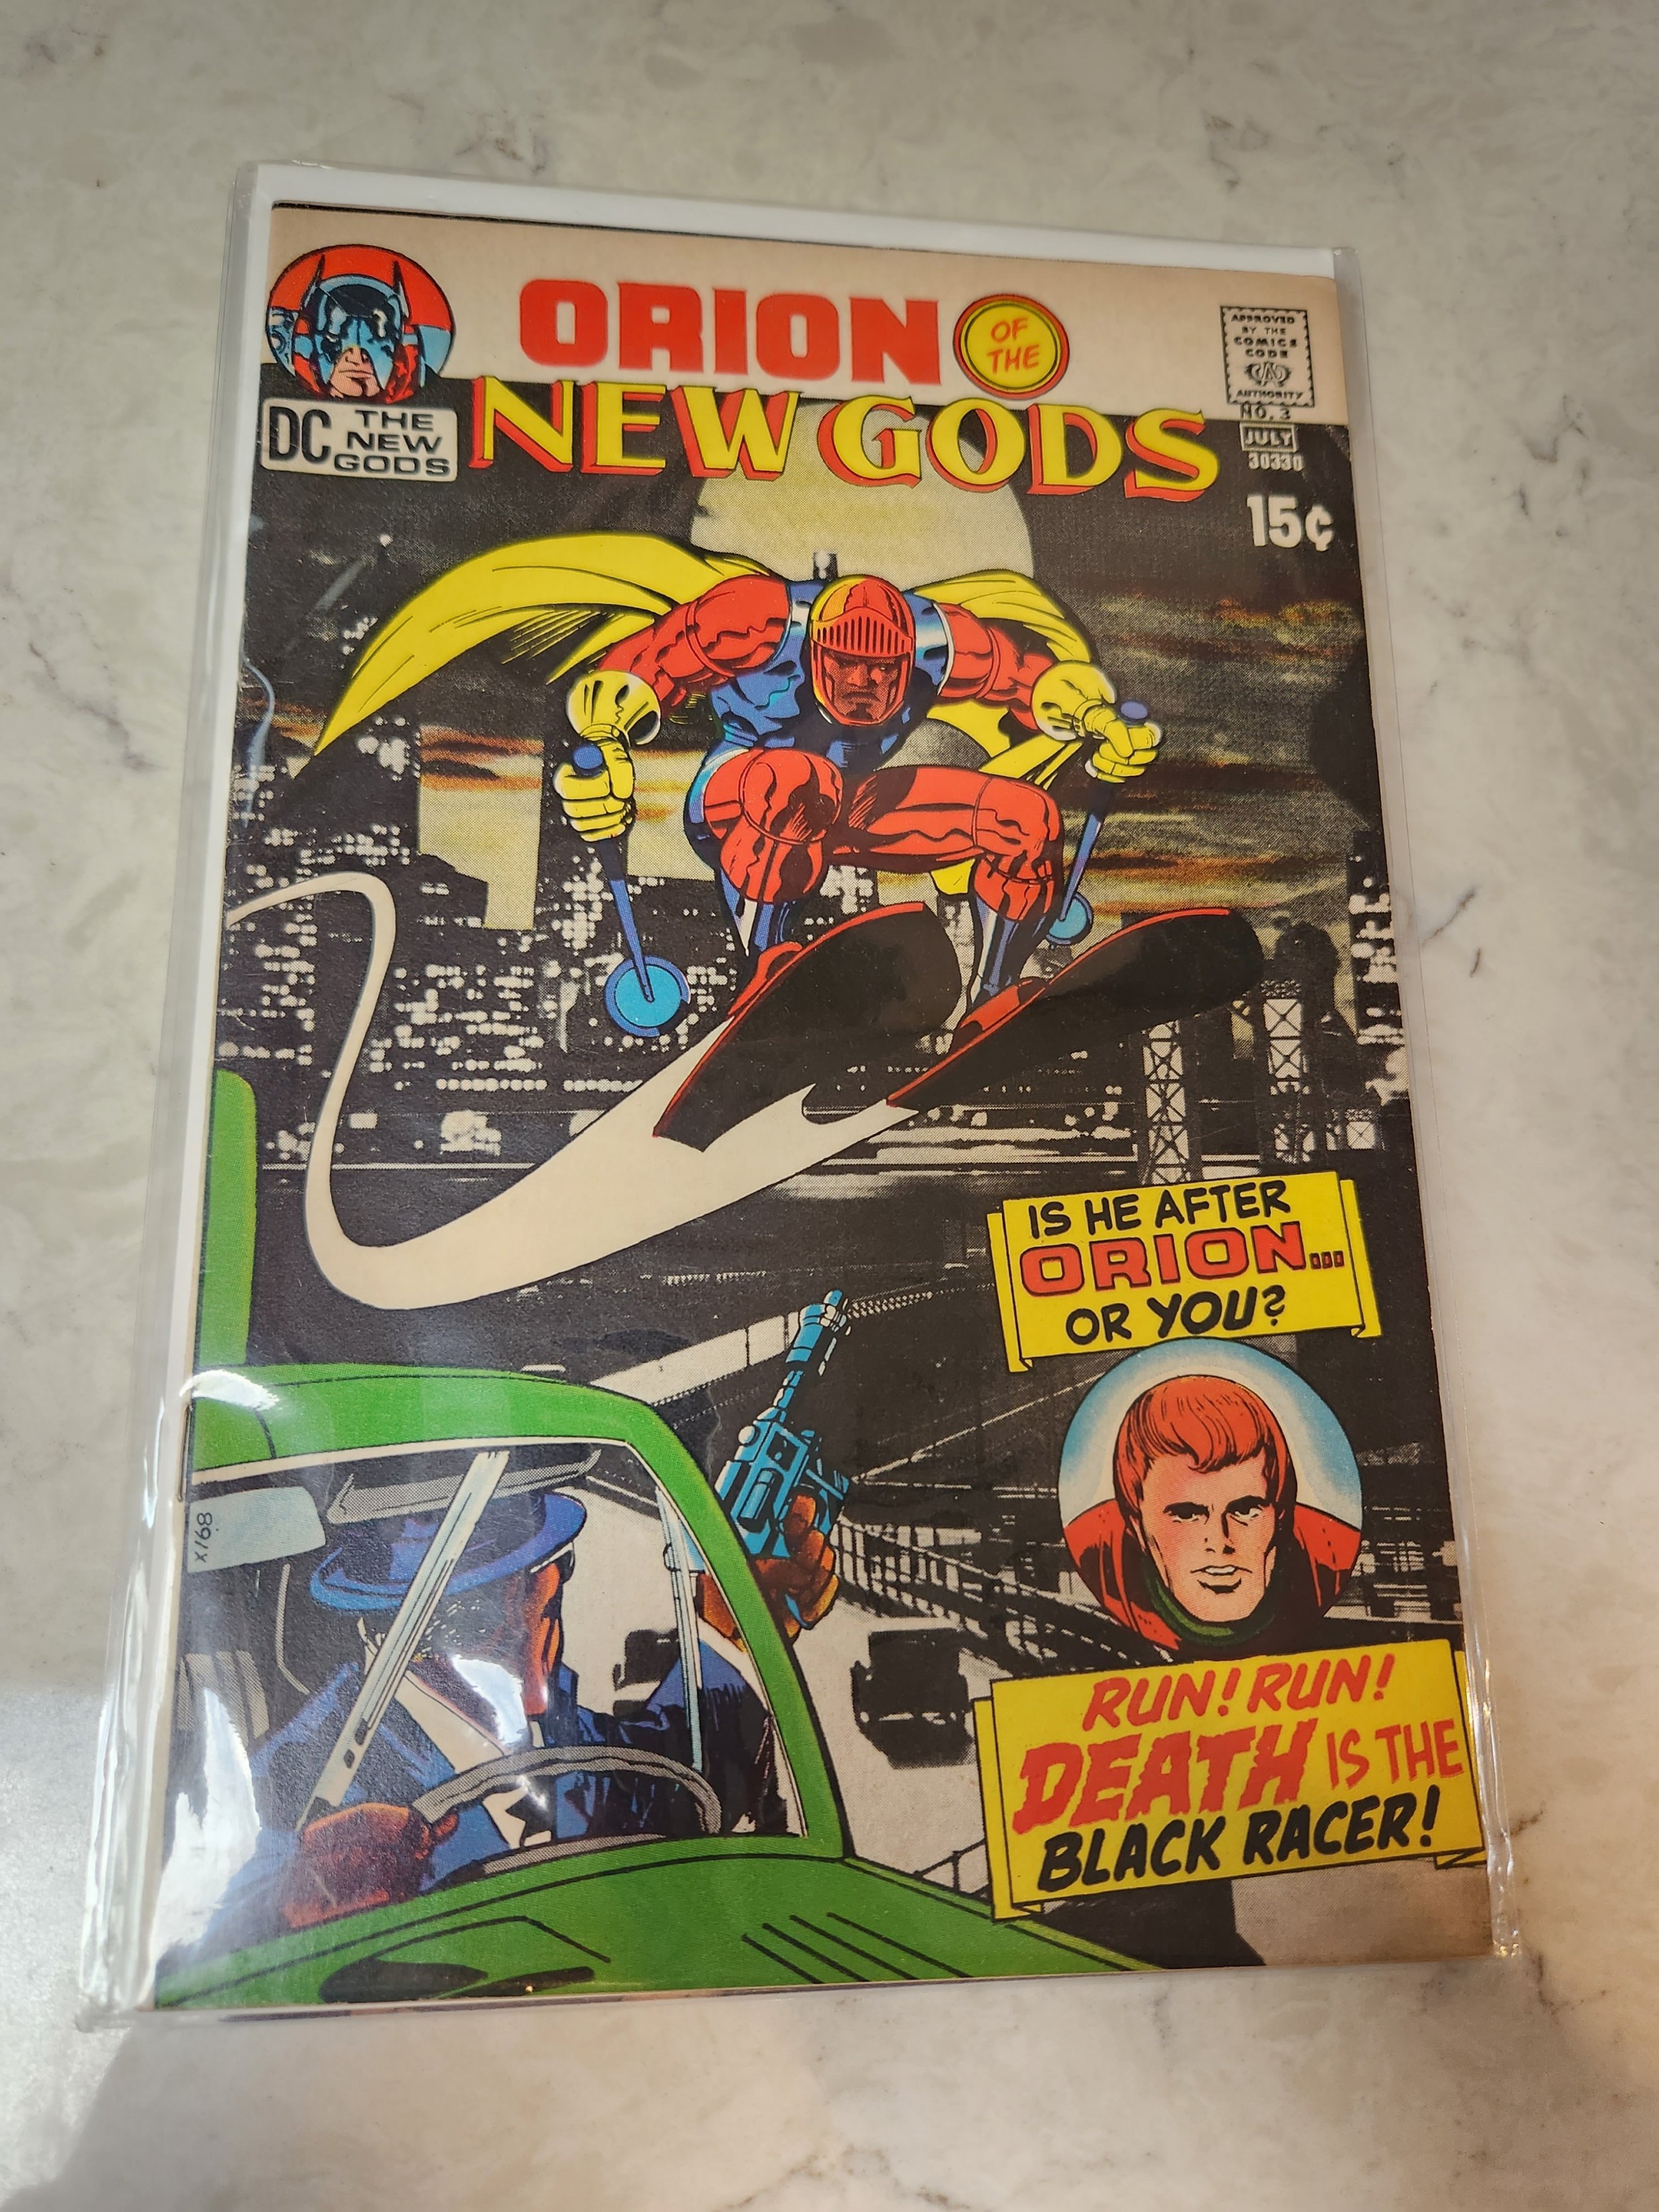 ORION
OF
THE
NEW GODS
DC
THE
NEW
GODS
APPROVED
BY THE
COMICS
CODE
CA
AUTHORITY
NO. 3
JULY
30330
15¢
IS HE AFTER
ORION...
OR YOU?
RUN! RUN!
DEATH IS THE
BLACK RACER!